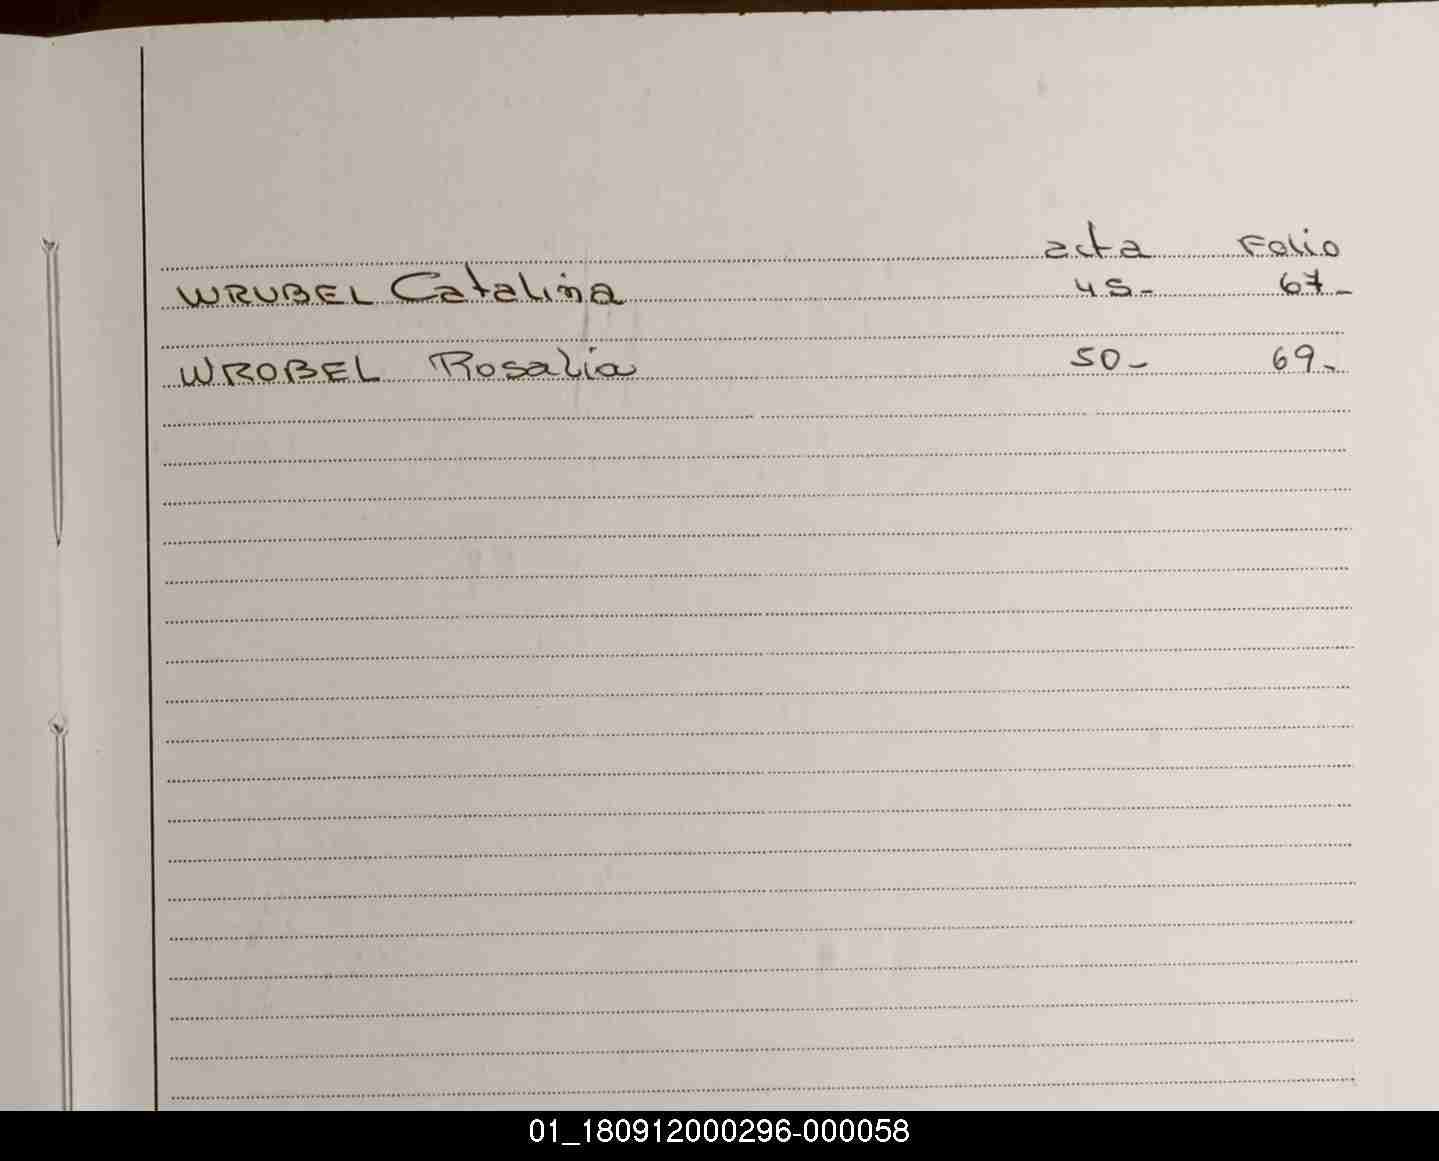 acta Folio
WRUBEL Catalina 45- 67-
WROBEL Rosalia 50- 69-
01_180912000296-000058